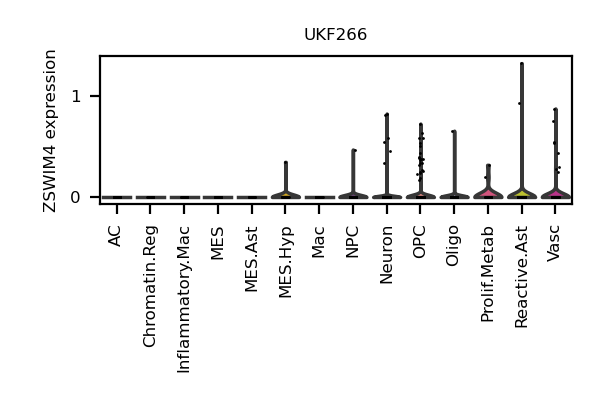 UKF266
ZSWIM4 expression
1
0
AC
Chromatin.Reg
Inflammatory.Mac
MES
MES.Ast
MES.Hyp
Mac
NPC
Neuron
OPC
Oligo
Prolif.Metab
Reactive.Ast
Vasc